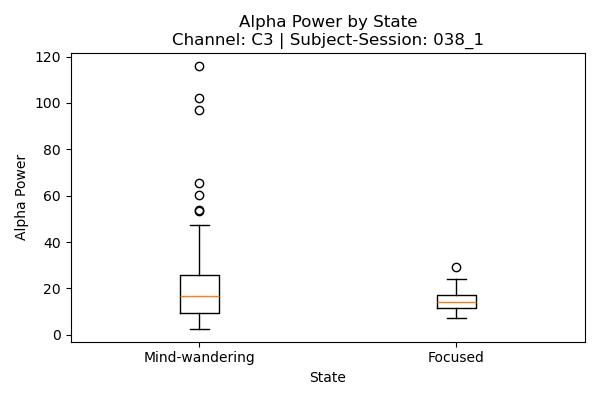 Alpha Power by State
Channel: C3 | Subject-Session: 038_1
120
100
80
60
40
20
0
Alpha Power
Mind-wandering
Focused
State